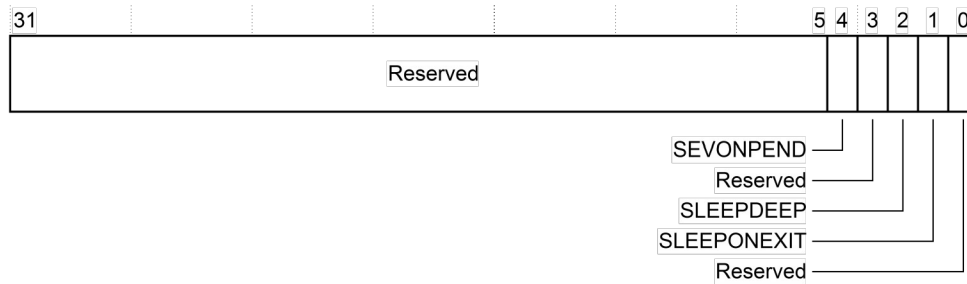 31 5 4 3 2 1 0
Reserved
SEVONPEND
Reserved
SLEEPDEEP
SLEEPONEXIT
Reserved